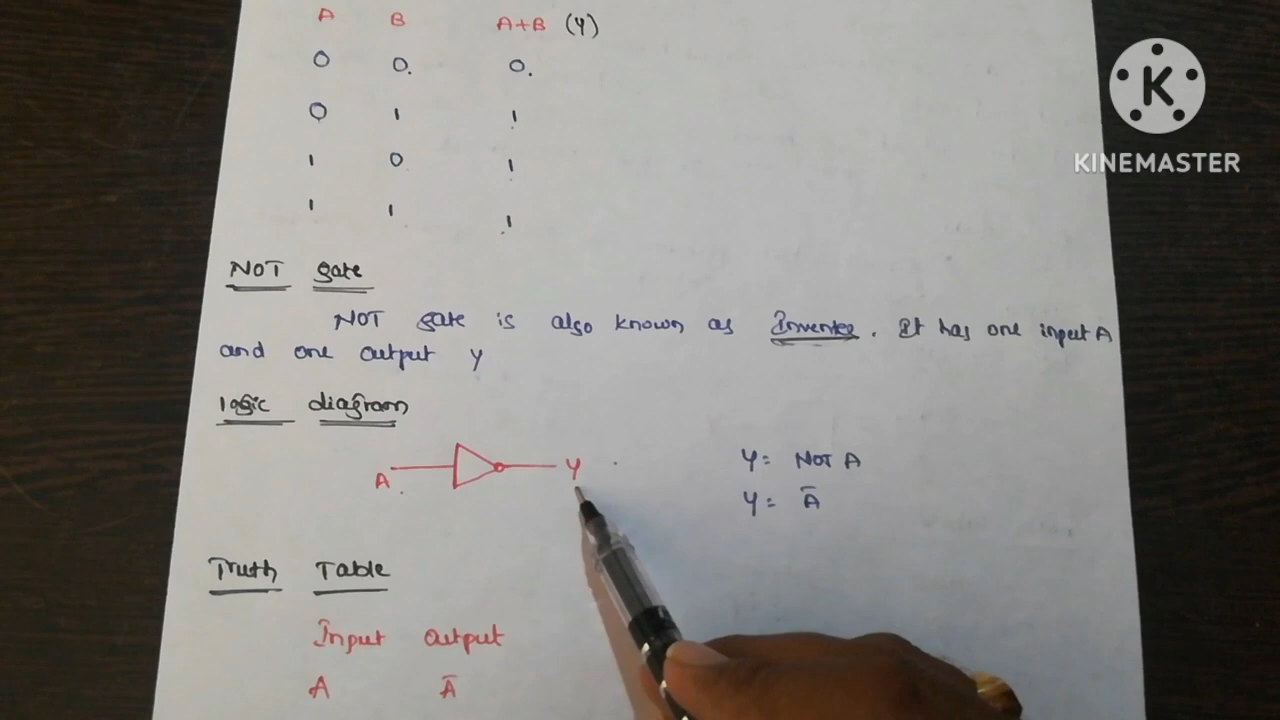 A B A+B (Y)
0 0. 0.
0 1 1
1 0 1
1 1 1
NOT gate
NOT gate is also known as Inverter. It has one input A
and one output Y
logic diagram
A Y
Y = NOT A
Y = Ā
Truth Table
Input output
A Ā
K
KINEMASTER